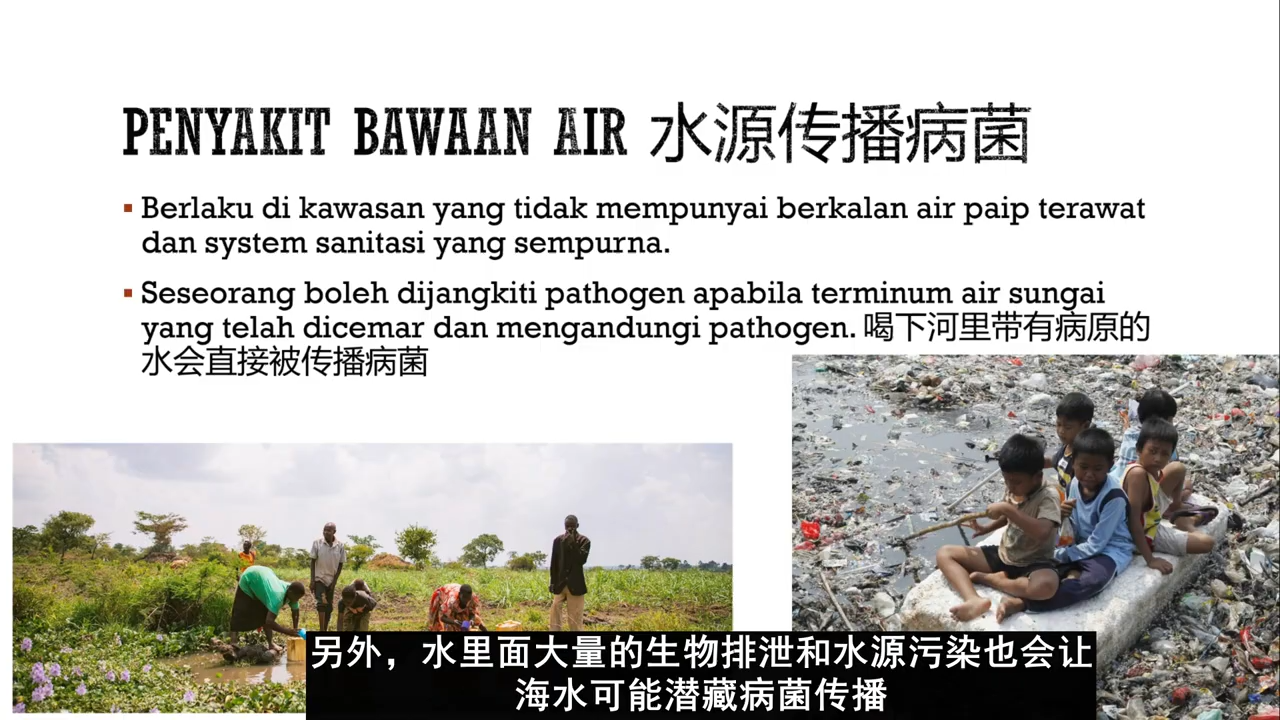 PENYAKIT BAWAAN AIR 水源传播病菌
▪ Berlaku di kawasan yang tidak mempunyai berkalan air paip terawat
dan system sanitasi yang sempurna.
▪ Seseorang boleh dijangkiti pathogen apabila terminum air sungai
yang telah dicemar dan mengandungi pathogen. 喝下河里带有病原的
水会直接被传播病菌
另外，水里面大量的生物排泄和水源污染也会让
海水可能潜藏病菌传播